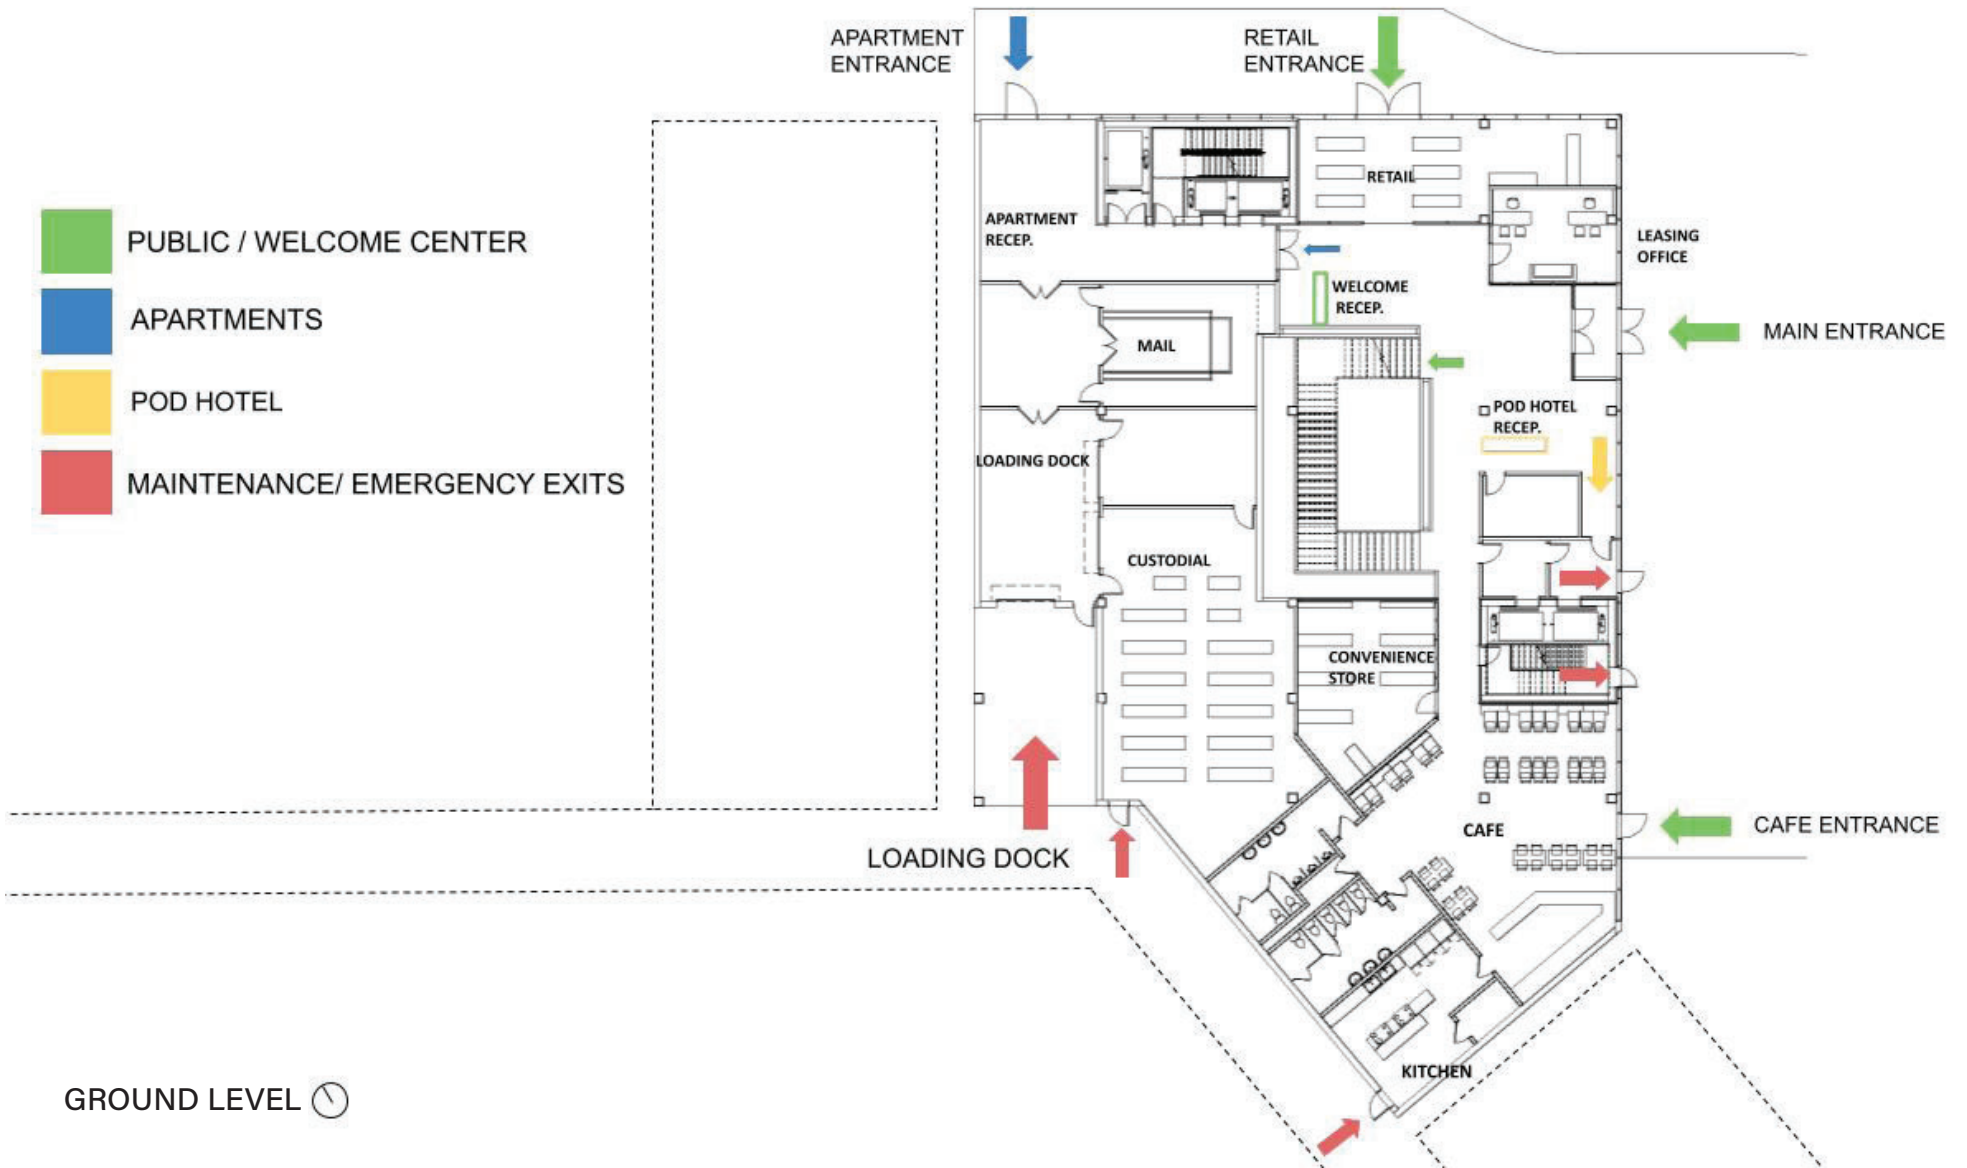 APARTMENT
ENTRANCE
RETAIL
ENTRANCE
PUBLIC / WELCOME CENTER
APARTMENTS
POD HOTEL
MAINTENANCE/ EMERGENCY EXITS
RETAIL
APARTMENT
RECEP.
LEASING
OFFICE
WELCOME
RECEP.
MAIN ENTRANCE
MAIL
POD HOTEL
RECEP.
LOADING DOCK
CUSTODIAL
CONVENIENCE
STORE
CAFE
CAFE ENTRANCE
LOADING DOCK
KITCHEN
GROUND LEVEL